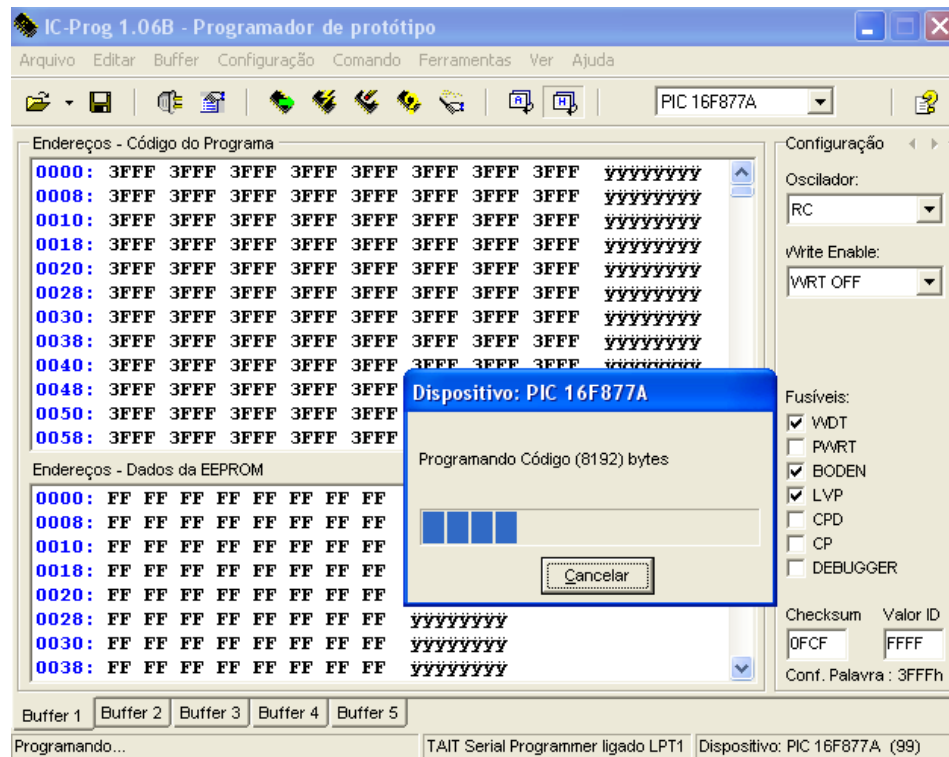 IC-Prog 1.06B - Programador de protótipo
Arquivo Editar Buffer Configuração Comando Ferramentas Ver Ajuda
PIC 16F877A
Endereços - Código do Programa
0000: 3FFF 3FFF 3FFF 3FFF 3FFF 3FFF 3FFF 3FFF ÿÿÿÿÿÿÿÿ
0008: 3FFF 3FFF 3FFF 3FFF 3FFF 3FFF 3FFF 3FFF ÿÿÿÿÿÿÿÿ
0010: 3FFF 3FFF 3FFF 3FFF 3FFF 3FFF 3FFF 3FFF ÿÿÿÿÿÿÿÿ
0018: 3FFF 3FFF 3FFF 3FFF 3FFF 3FFF 3FFF 3FFF ÿÿÿÿÿÿÿÿ
0020: 3FFF 3FFF 3FFF 3FFF 3FFF 3FFF 3FFF 3FFF ÿÿÿÿÿÿÿÿ
0028: 3FFF 3FFF 3FFF 3FFF 3FFF 3FFF 3FFF 3FFF ÿÿÿÿÿÿÿÿ
0030: 3FFF 3FFF 3FFF 3FFF 3FFF 3FFF 3FFF 3FFF ÿÿÿÿÿÿÿÿ
0038: 3FFF 3FFF 3FFF 3FFF 3FFF 3FFF 3FFF 3FFF ÿÿÿÿÿÿÿÿ
0040: 3FFF 3FFF 3FFF 3FFF 3FFF 3FFF 3FFF 3FFF ÿÿÿÿÿÿÿÿ
0048: 3FFF 3FFF 3FFF 3FFF 3FFF
0050: 3FFF 3FFF 3FFF 3FFF 3FFF
0058: 3FFF 3FFF 3FFF 3FFF 3FFF
Endereços - Dados da EEPROM
0000: FF FF FF FF FF FF FF FF
0008: FF FF FF FF FF FF FF FF
0010: FF FF FF FF FF FF FF FF
0018: FF FF FF FF FF FF FF FF
0020: FF FF FF FF FF FF FF FF
0028: FF FF FF FF FF FF FF FF ÿÿÿÿÿÿÿÿ
0030: FF FF FF FF FF FF FF FF ÿÿÿÿÿÿÿÿ
0038: FF FF FF FF FF FF FF FF ÿÿÿÿÿÿÿÿ
Dispositivo: PIC 16F877A
Programando Código (8192) bytes
Cancelar
Configuração
Oscilador:
RC
Write Enable:
WRT OFF
Fusíveis:
WDT
PWRT
BODEN
LVP
CPD
CP
DEBUGGER
Checksum Valor ID
0FCF FFFF
Conf. Palavra : 3FFFh
Buffer 1 Buffer 2 Buffer 3 Buffer 4 Buffer 5
Programando... TAIT Serial Programmer ligado LPT1 Dispositivo: PIC 16F877A (99)